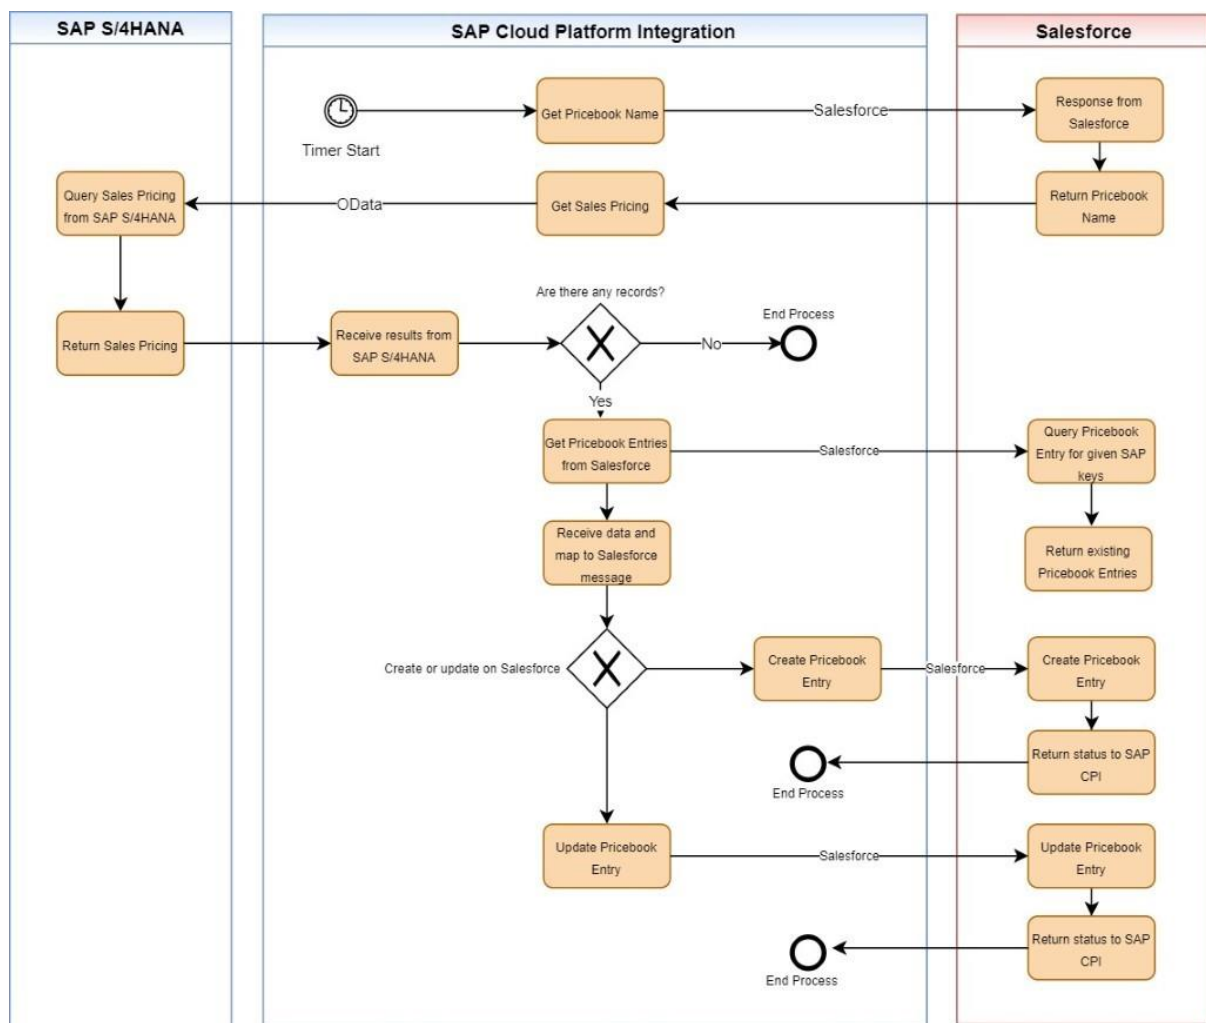 SAP S/4HANA
SAP Cloud Platform Integration
Salesforce
Timer Start
Get Pricebook Name
Salesforce
Response from
Salesforce
Query Sales Pricing
from SAP S/4HANA
OData
Get Sales Pricing
Return Pricebook
Name
Return Sales Pricing
Receive results from
SAP S/4HANA
Are there any records?
No
End Process
Yes
Get Pricebook Entries
from Salesforce
Salesforce
Query Pricebook
Entry for given SAP
keys
Receive data and
map to Salesforce
message
Return existing
Pricebook Entries
Create or update on Salesforce
Create Pricebook
Entry
Salesforce
Create Pricebook
Entry
Return status to SAP
CPI
End Process
Update Pricebook
Entry
Salesforce
Update Pricebook
Entry
Return status to SAP
CPI
End Process